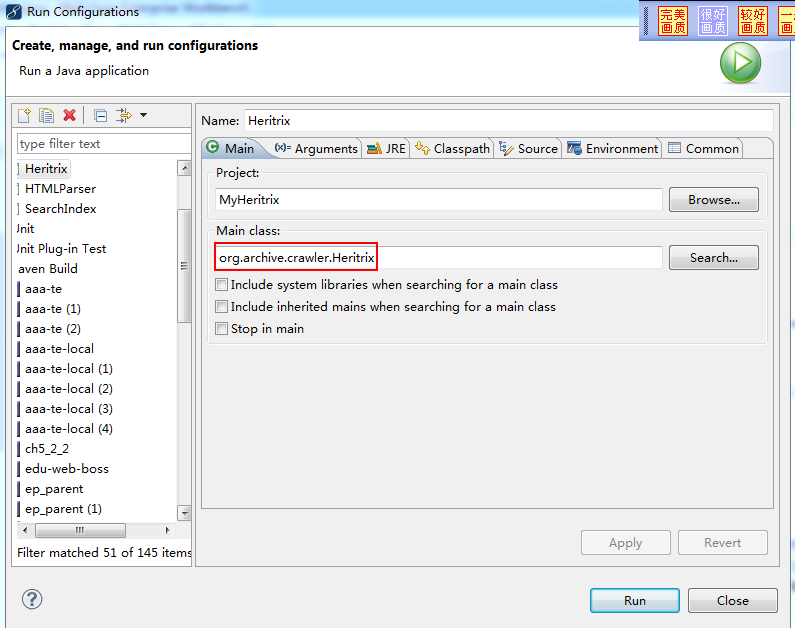 Run Configurations
完美画质
很好画质
较好画质
Create, manage, and run configurations
Run a Java application
type filter text
Heritrix
HTMLParser
SearchIndex
Jnit
Jnit Plug-in Test
aven Build
aaa-te
aaa-te (1)
aaa-te (2)
aaa-te-local
aaa-te-local (1)
aaa-te-local (2)
aaa-te-local (3)
aaa-te-local (4)
ch5_2_2
edu-web-boss
ep_parent
ep_parent (1)
Filter matched 51 of 145 items
Name: Heritrix
Main (x)= Arguments JRE Classpath Source Environment Common
Project:
MyHeritrix Browse...
Main class:
org.archive.crawler.Heritrix Search...
Include system libraries when searching for a main class
Include inherited mains when searching for a main class
Stop in main
Apply Revert
Run Close